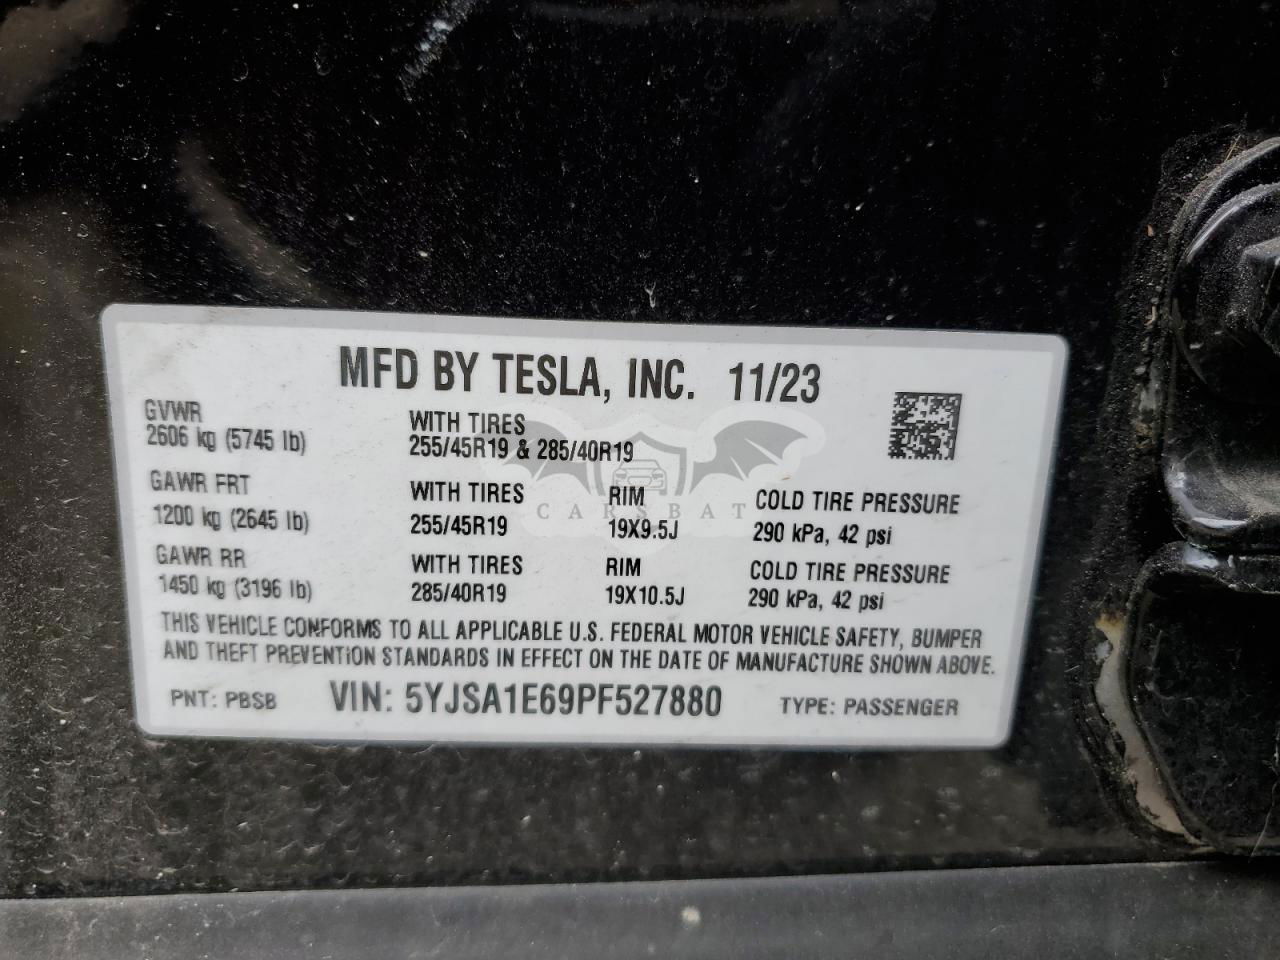 MFD BY TESLA, INC. 11/23
GVWR
2606 kg (5745 lb)
WITH TIRES
255/45R19 & 285/40R19
GAWR FRT
1200 kg (2645 lb)
WITH TIRES
255/45R19
RIM
19X9.5J
COLD TIRE PRESSURE
290 kPa, 42 psi
GAWR RR
1450 kg (3196 lb)
WITH TIRES
285/40R19
RIM
19X10.5J
COLD TIRE PRESSURE
290 kPa, 42 psi
THIS VEHICLE CONFORMS TO ALL APPLICABLE U.S. FEDERAL MOTOR VEHICLE SAFETY, BUMPER
AND THEFT PREVENTION STANDARDS IN EFFECT ON THE DATE OF MANUFACTURE SHOWN ABOVE.
PNT: PBSB VIN: 5YJSA1E69PF527880 TYPE: PASSENGER
CARSBAT